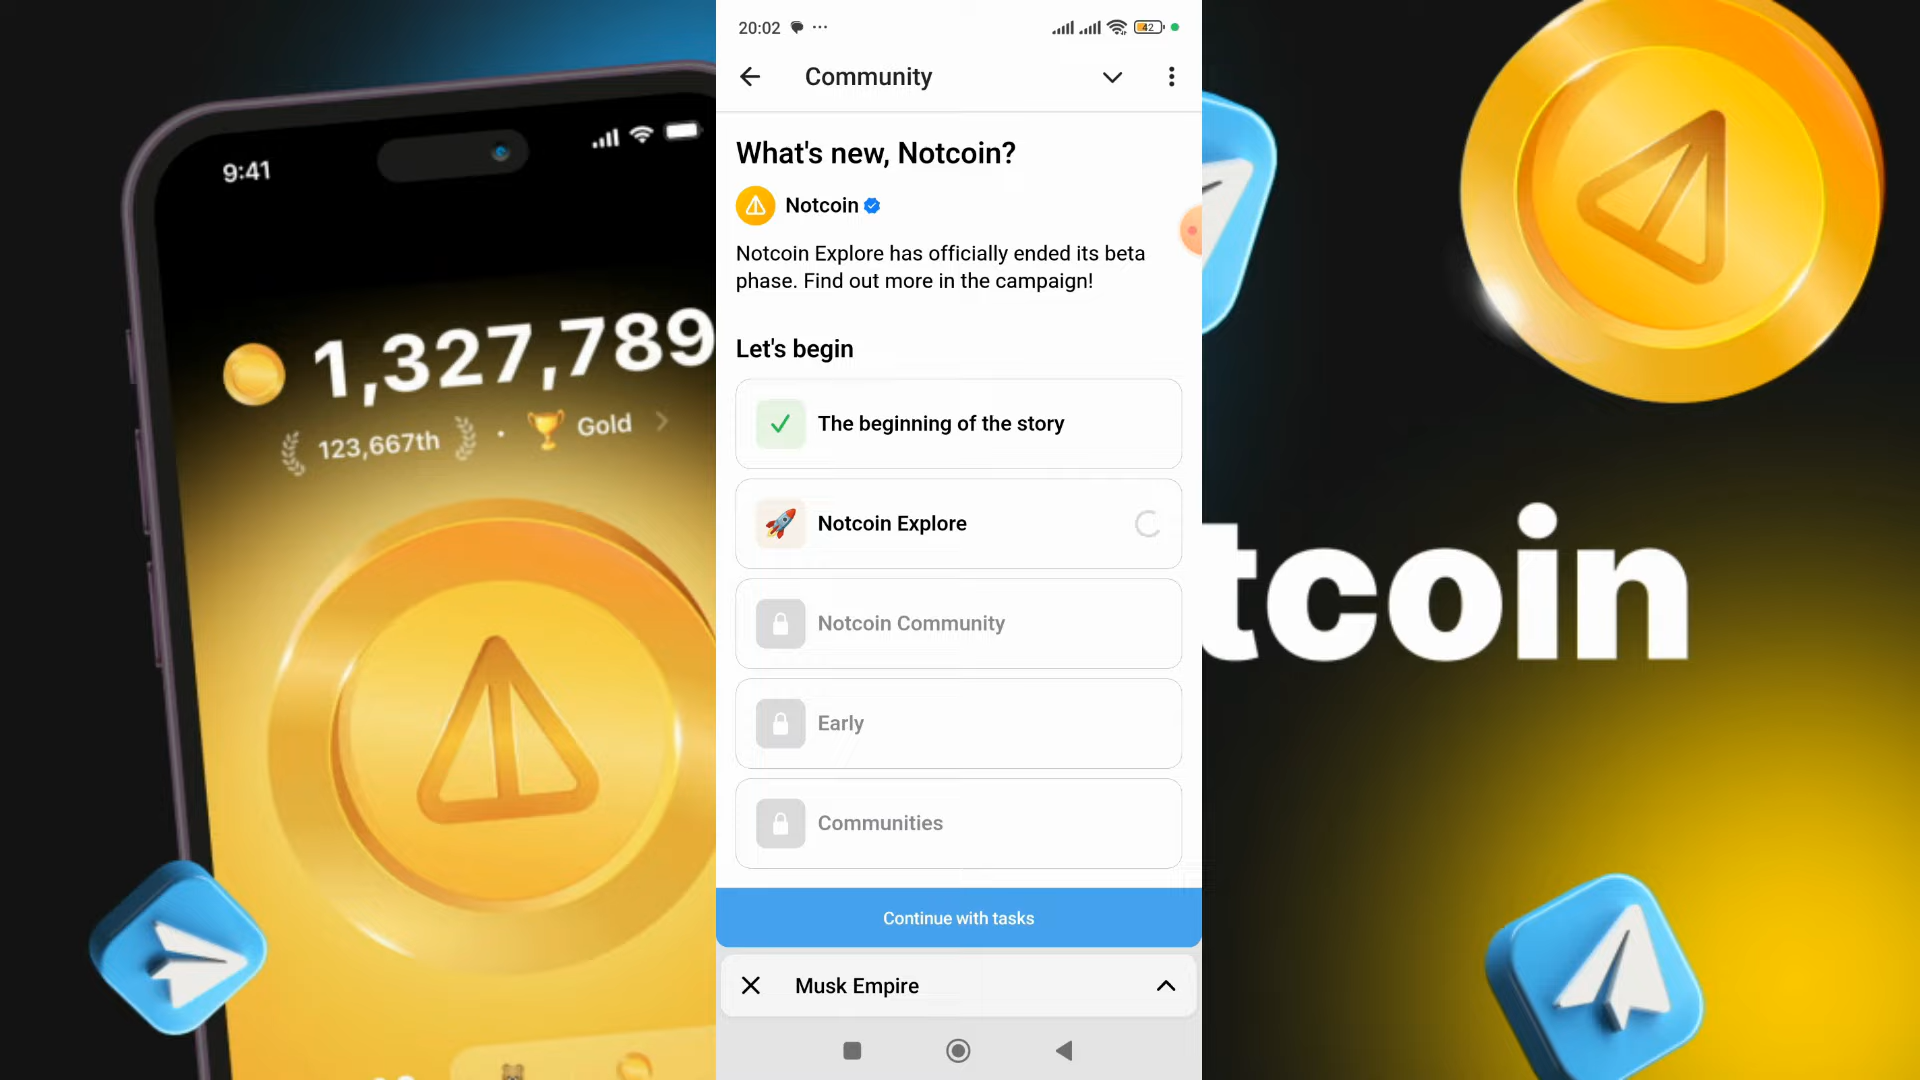 9:41
1,327,789
123,667th · Gold
20:02
42
Community
What's new, Notcoin?
Notcoin
Notcoin Explore has officially ended its beta
phase. Find out more in the campaign!
Let's begin
The beginning of the story
Notcoin Explore
Notcoin Community
Early
Communities
Continue with tasks
Musk Empire
tcoin